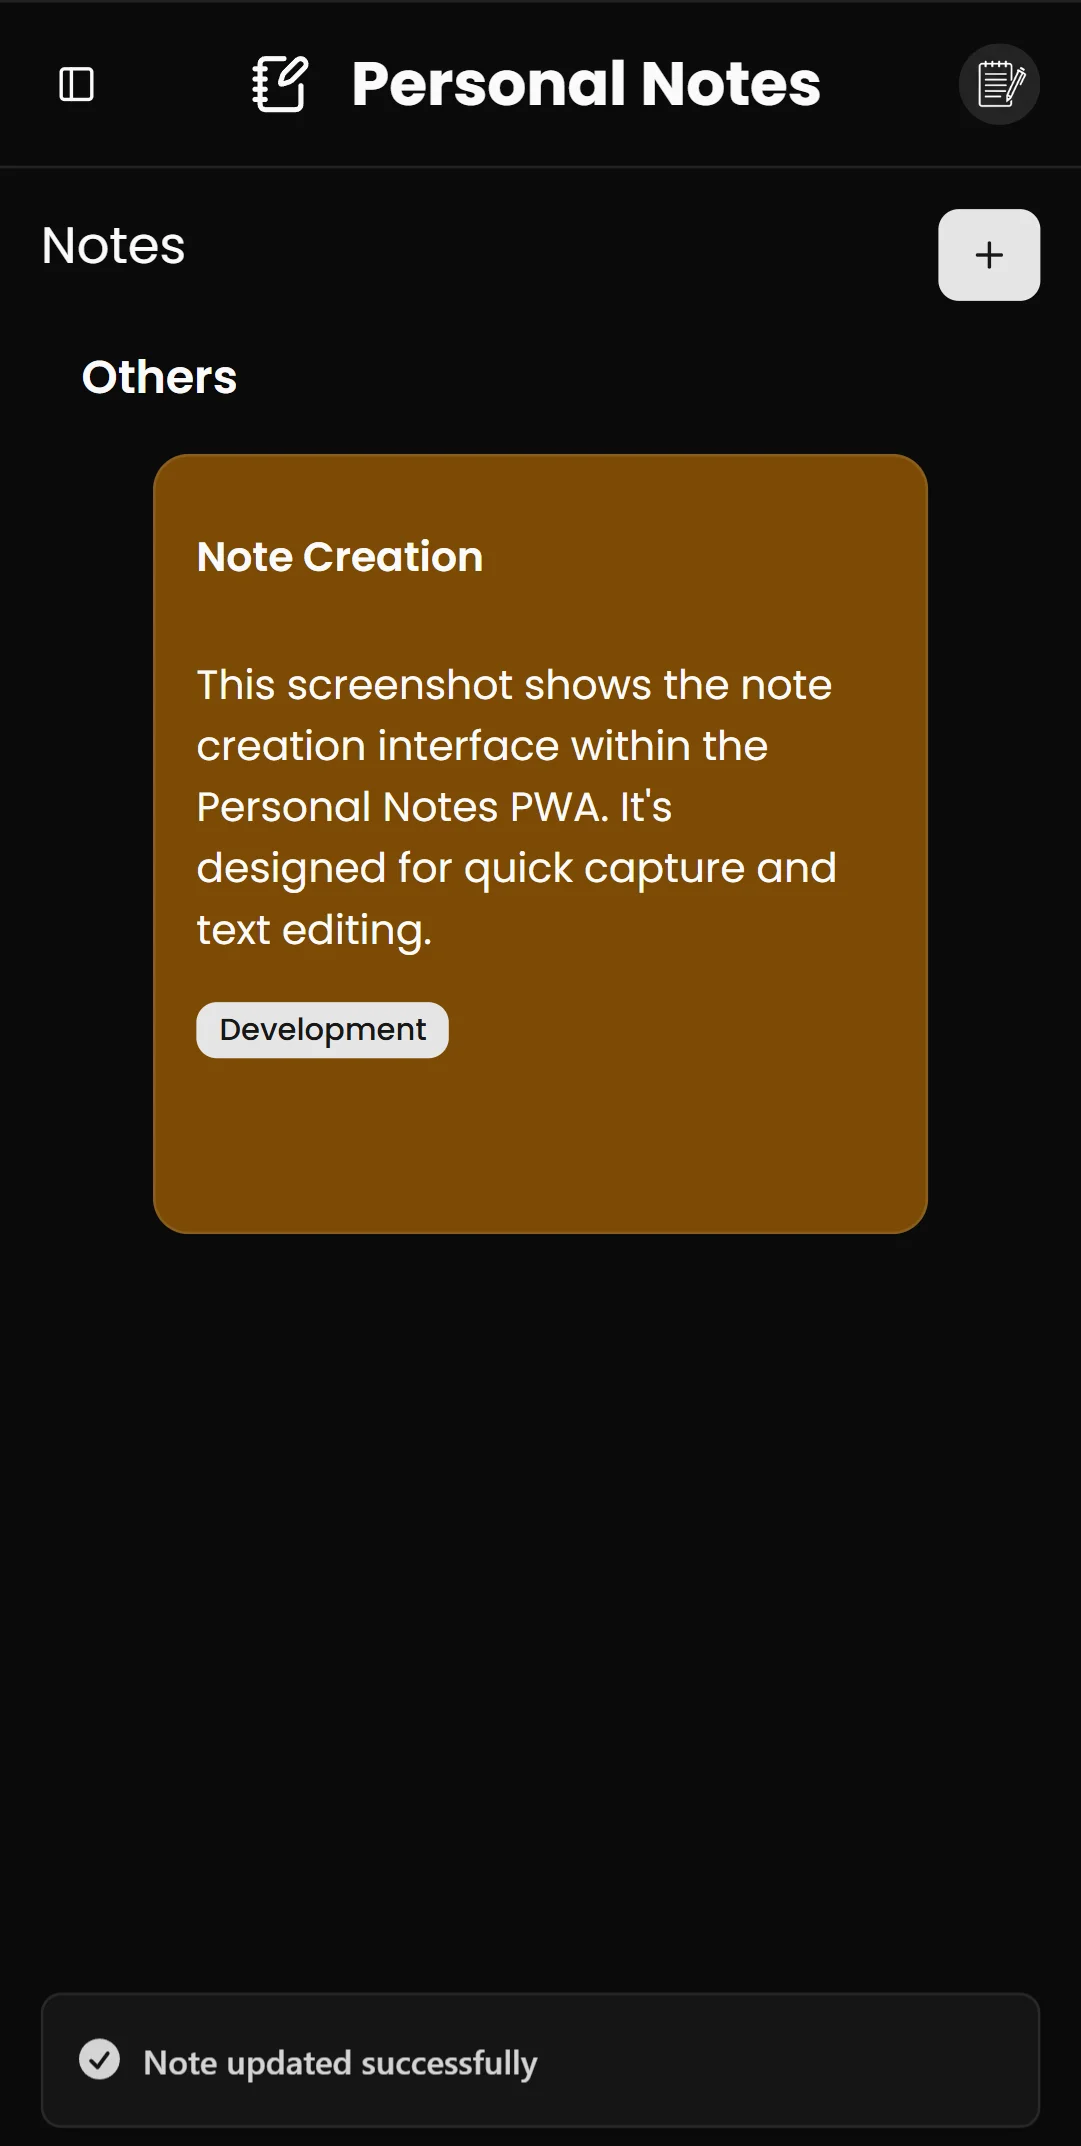 Personal Notes
Notes
Others
Note Creation
This screenshot shows the note
creation interface within the
Personal Notes PWA. It's
designed for quick capture and
text editing.
Development
Note updated successfully